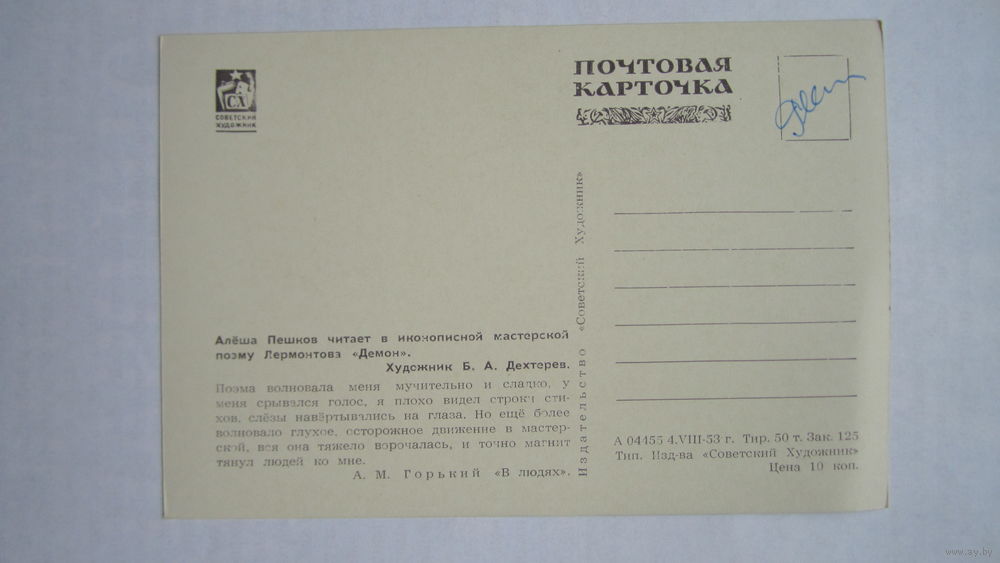 СХ
СОВЕТСКИЙ
ХУДОЖНИК
ПОЧТОВАЯ
КАРТОЧКА
Алёша Пешков читает в иконописной мастерской
поэму Лермонтова «Демон».
Художник Б. А. Дехтерев.
Поэма волновала меня мучительно и сладко, у
меня срывался голос, я плохо видел строки сти-
хов, слёзы навёртывались на глаза. Но ещё более
волновало глухое, осторожное движение в мастер-
ской, вся она тяжело ворочалась, и точно магнит
тянул людей ко мне.
А. М. Горький «В людях».
Издательство «Советский Художник»
А 04455 4.VIII-53 г. Тир. 50 т. Зак. 125
Тип. Изд-ва «Советский Художник»
Цена 10 коп.
www.ay.by